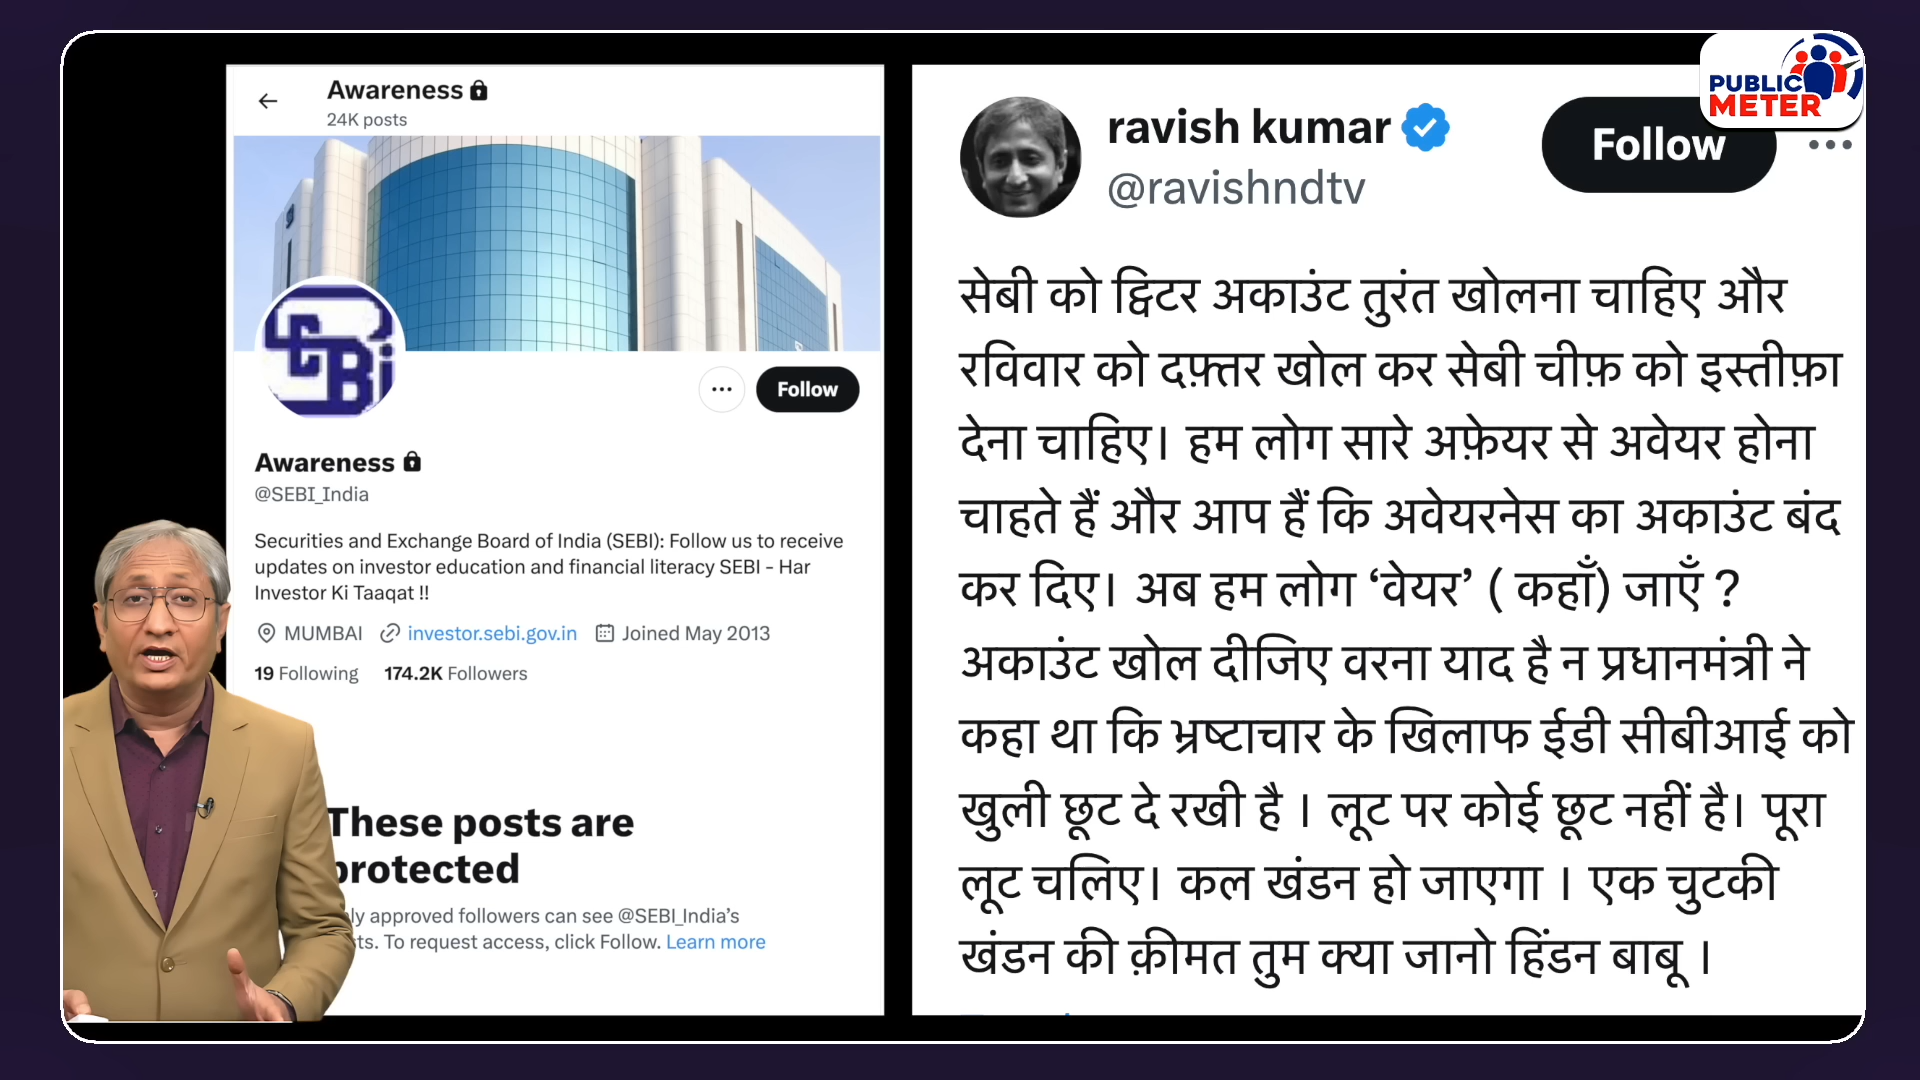 Awareness
24K posts
SEBI
Follow
Awareness
@SEBI_India
Securities and Exchange Board of India (SEBI): Follow us to receive
updates on investor education and financial literacy SEBI - Har
Investor Ki Taaqat !!
MUMBAI investor.sebi.gov.in Joined May 2013
19 Following 174.2K Followers
These posts are
protected
approved followers can see @SEBI_India's
To request access, click Follow. Learn more
PUBLIC
METER
ravish kumar
@ravishndtv
Follow
सेबी को ट्विटर अकाउंट तुरंत खोलना चाहिए और
रविवार को दफ़्तर खोल कर सेबी चीफ़ को इस्तीफ़ा
देना चाहिए। हम लोग सारे अफ़ेयर से अवेयर होना
चाहते हैं और आप हैं कि अवेयरनेस का अकाउंट बंद
कर दिए। अब हम लोग ‘वेयर’ ( कहाँ) जाएँ ?
अकाउंट खोल दीजिए वरना याद है न प्रधानमंत्री ने
कहा था कि भ्रष्टाचार के खिलाफ ईडी सीबीआई को
खुली छूट दे रखी है । लूट पर कोई छूट नहीं है। पूरा
लूट चलिए। कल खंडन हो जाएगा । एक चुटकी
खंडन की क़ीमत तुम क्या जानो हिंडन बाबू ।